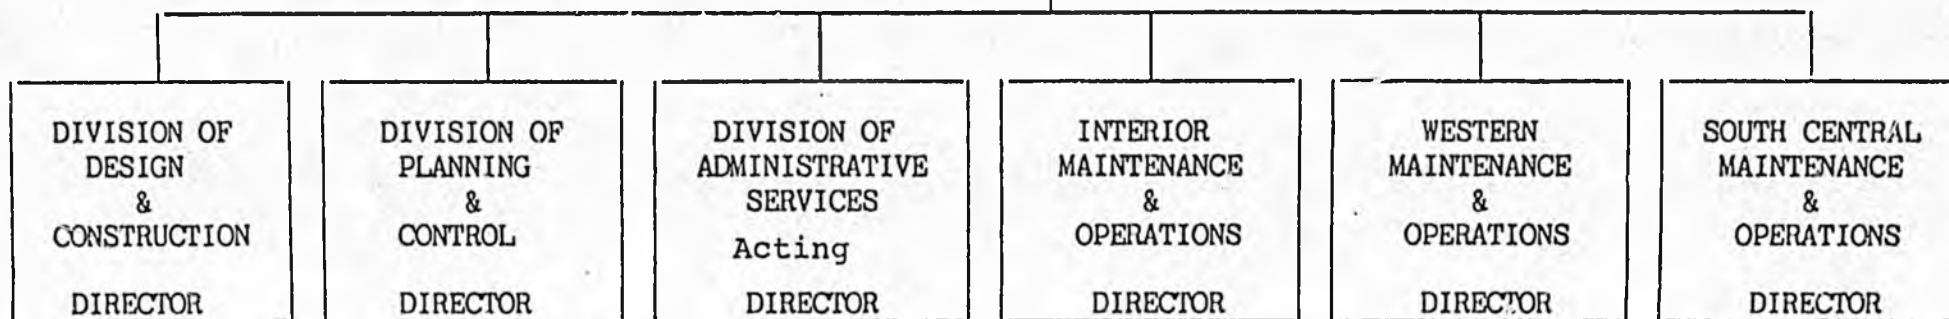 DIVISION OF
DESIGN
&
CONSTRUCTION
DIRECTOR
DIVISION OF
PLANNING
&
CONTROL
DIRECTOR
DIVISION OF
ADMINISTRATIVE
SERVICES
Acting
DIRECTOR
INTERIOR
MAINTENANCE
&
OPERATIONS
DIRECTOR
WESTERN
MAINTENANCE
&
OPERATIONS
DIRECTOR
SOUTH CENTRAL
MAINTENANCE
&
OPERATIONS
DIRECTOR